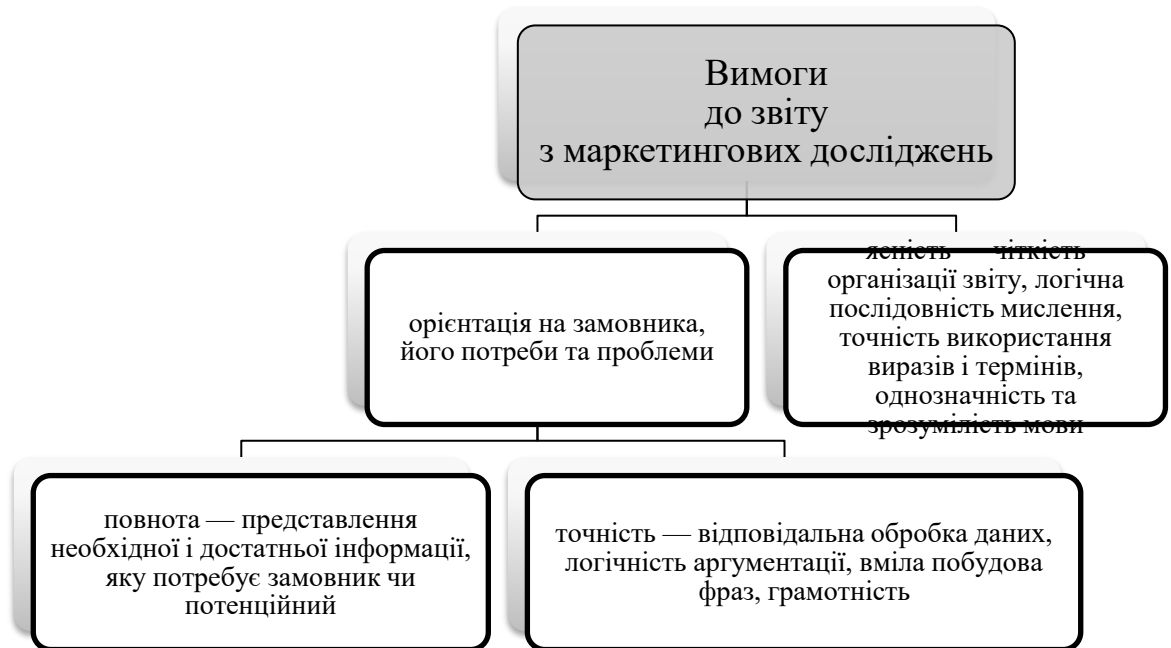 Вимоги
до звіту
з маркетингових досліджень
орієнтація на замовника,
його потреби та проблеми
ясність — чіткість
організації звіту, логічна
послідовність мислення,
точність використання
виразів і термінів,
однозначність та
зрозумілість мови
повнота — представлення
необхідної і достатньої інформації,
яку потребує замовник чи
потенційний
точність — відповідальна обробка даних,
логічність аргументації, вміла побудова
фраз, грамотність